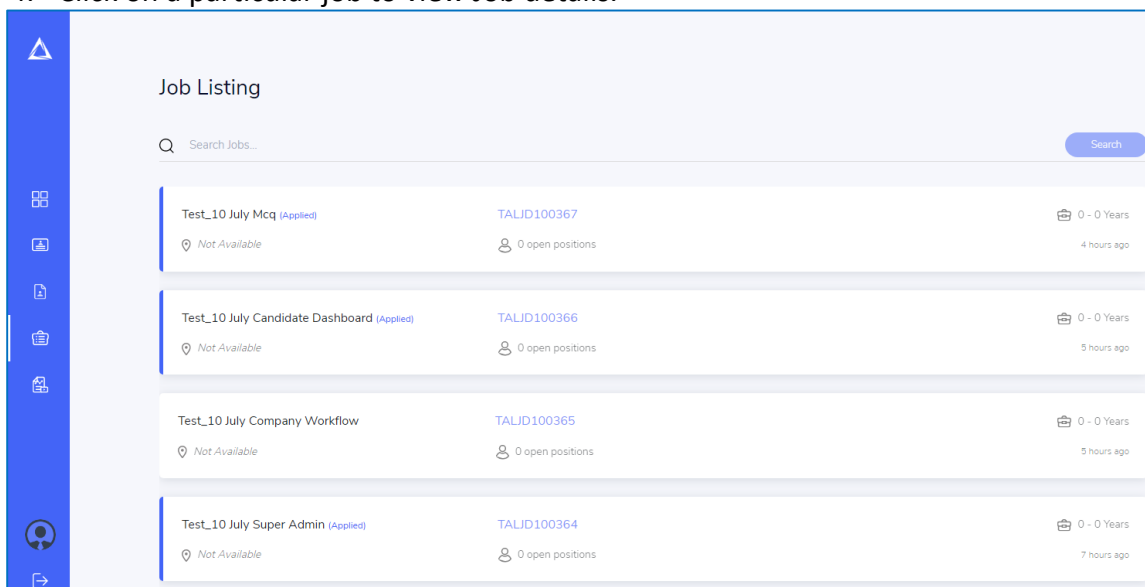 4. Click on a particular job to view Job details.
Job Listing
Search Jobs...
Search
Test_10 July Mcq (Applied) TALJD100367 0 - 0 Years
Not Available 0 open positions 4 hours ago
Test_10 July Candidate Dashboard (Applied) TALJD100366 0 - 0 Years
Not Available 0 open positions 5 hours ago
Test_10 July Company Workflow TALJD100365 0 - 0 Years
Not Available 0 open positions 5 hours ago
Test_10 July Super Admin (Applied) TALJD100364 0 - 0 Years
Not Available 0 open positions 7 hours ago